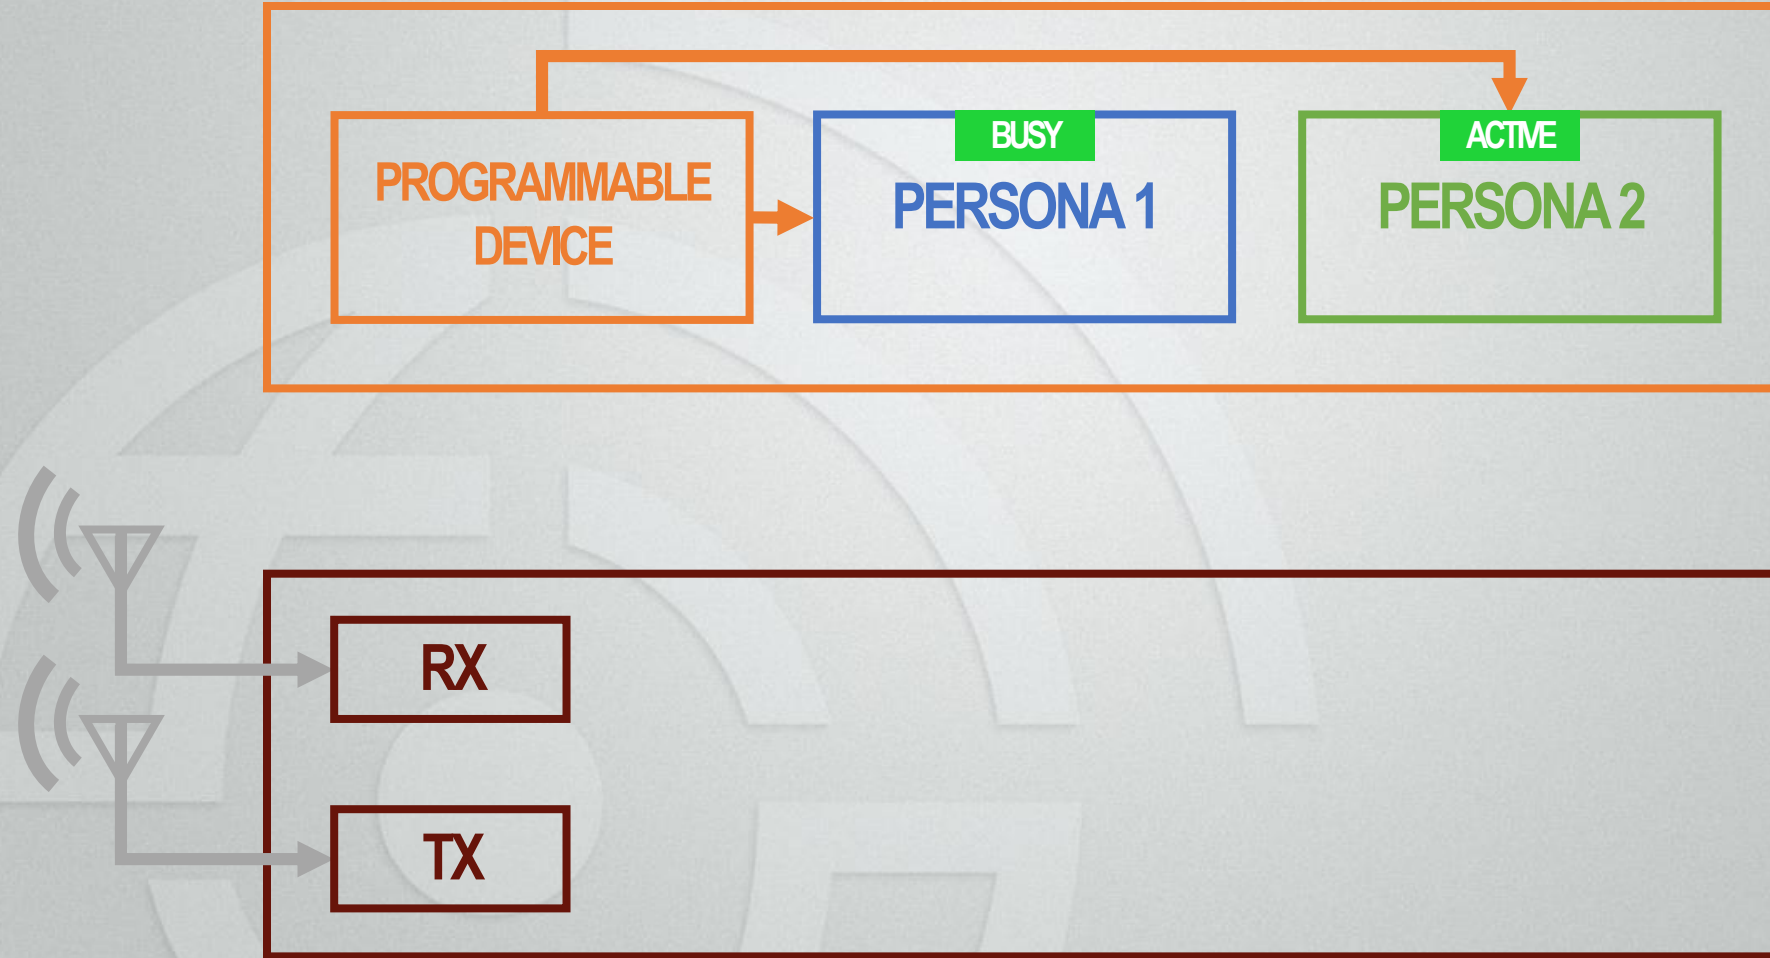 PROGRAMMABLE
DEVICE
BUSY
PERSONA 1
ACTIVE
PERSONA 2
RX
TX